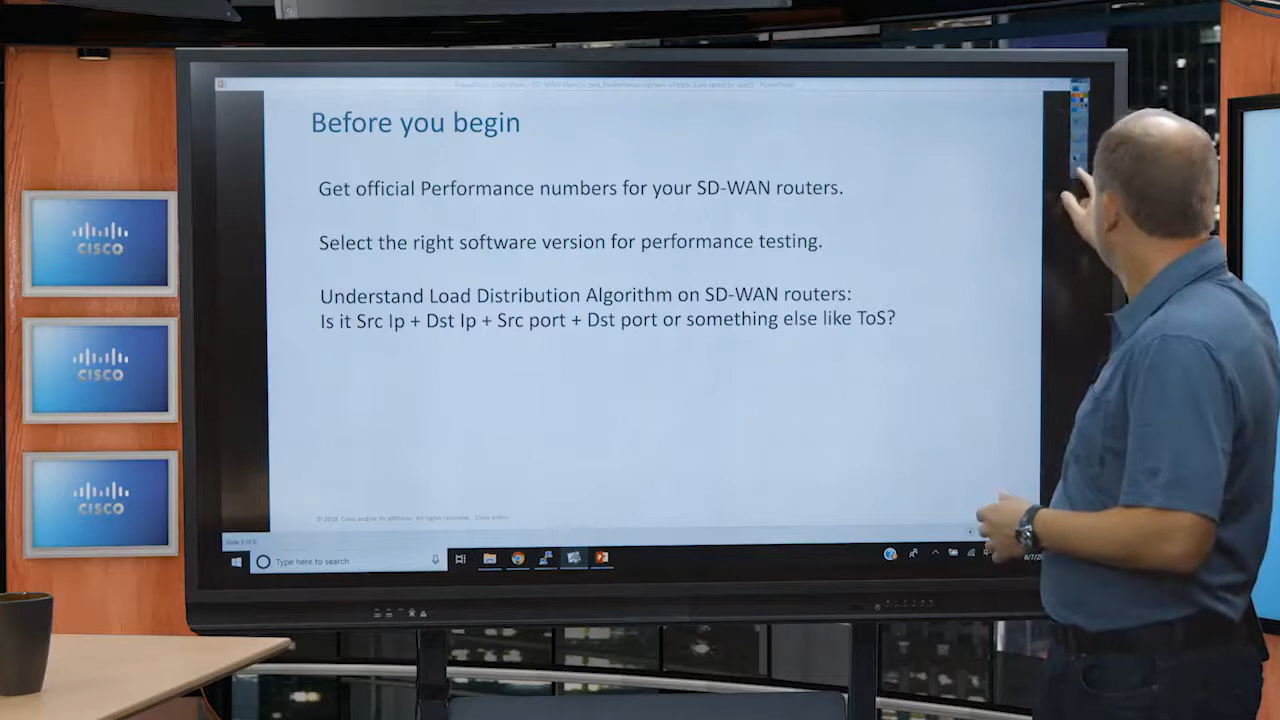 Before you begin
Get official Performance numbers for your SD-WAN routers.
Select the right software version for performance testing.
Understand Load Distribution Algorithm on SD-WAN routers:
Is it Src Ip + Dst Ip + Src port + Dst port or something else like ToS?
Type here to search
CISCO
CISCO
CISCO